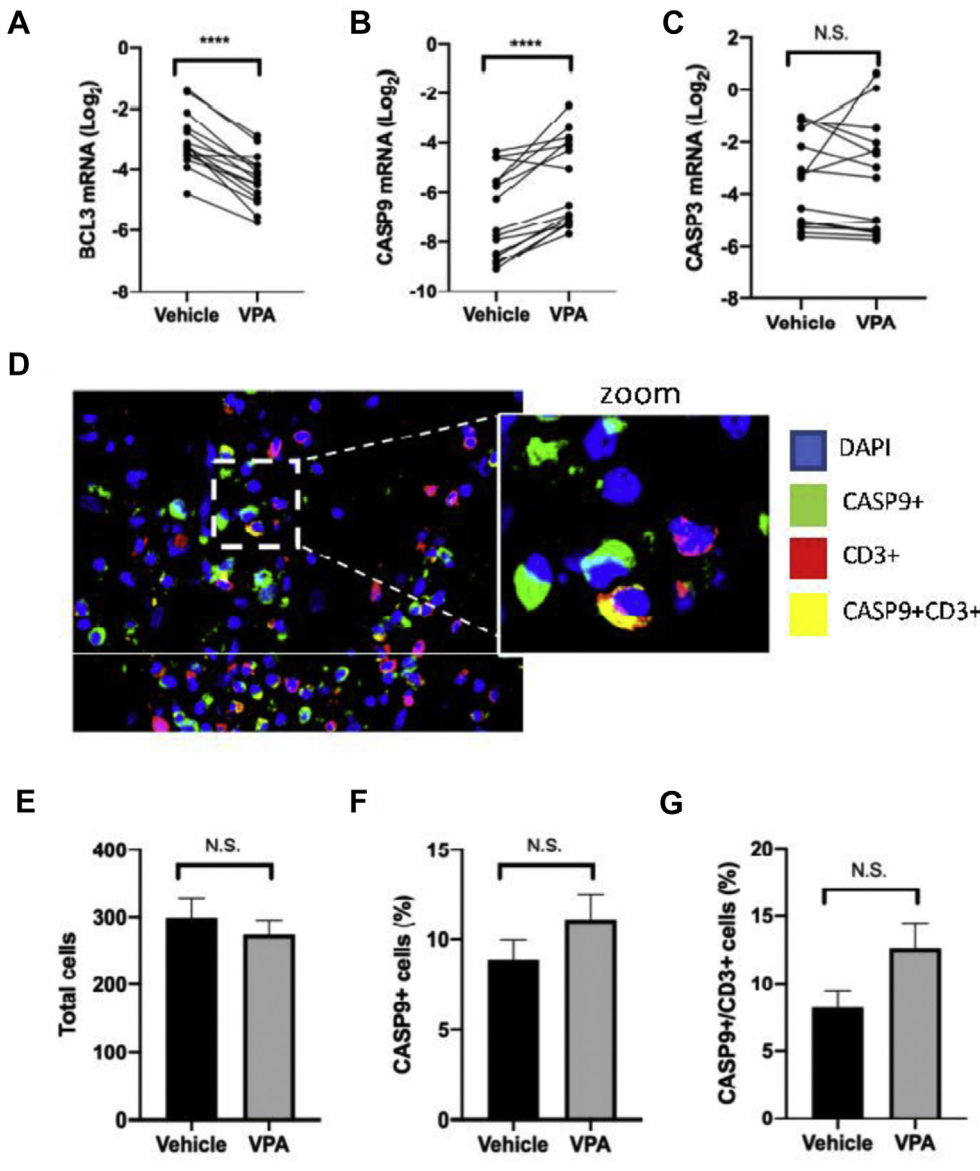 A
BCL3 mRNA (Log2)
0
-2
-4
-6
-8
****
Vehicle VPA
B
CASP9 mRNA (Log2)
0
-2
-4
-6
-8
-10
****
Vehicle VPA
C
CASP3 mRNA (Log2)
2
0
-2
-4
-6
-8
N.S.
Vehicle VPA
D
zoom
DAPI
CASP9+
CD3+
CASP9+CD3+
E
Total cells
400
300
200
100
0
N.S.
Vehicle VPA
F
CASP9+ cells (%)
15
10
5
0
N.S.
Vehicle VPA
G
CASP9+/CD3+ cells (%)
20
15
10
5
0
N.S.
Vehicle VPA